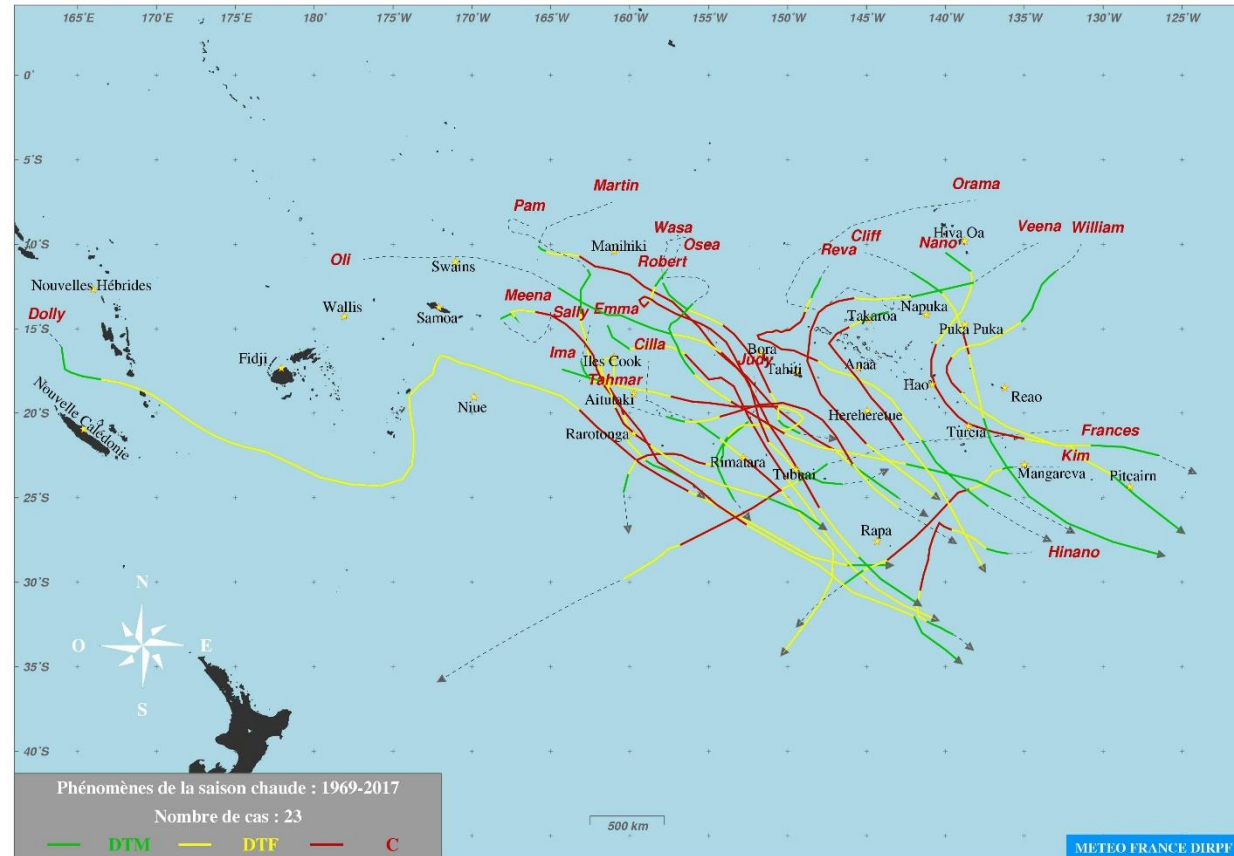 165˚E 170˚E 175˚E 180˚ 175˚W 170˚W 165˚W 160˚W 155˚W 150˚W 145˚W 140˚W 135˚W 130˚W 125˚W
0˚
5˚S
Martin
Orama
Pam
Wasa
Veena
William
10˚S
Manihiki
Osea
Cliff
Hiva Oa
Nano
Oli
Swains
Robert
Reva
Nouvelles Hébrides
Dolly
Wallis
Samoa
Meena
Sally
Emma
Napuka
15˚S
Takaroa
Puka Puka
Fidji
Ima
Iles Cook
Cilla
Bora
Judy
Tahiti
Anaa
Tahmar
Hao
Reao
Nouvelle Calédonie
Niue
Aitutaki
Hereheretue
20˚S
Rarotonga
Tureia
Frances
Rimatara
Tubuai
Kim
Mangareva
Pitcairn
25˚S
Rapa
Hinano
30˚S
N
O
E
S
35˚S
40˚S
Phénomènes de la saison chaude : 1969-2017
Nombre de cas : 23
DTM DTF C
500 km
METEO FRANCE DIRPF